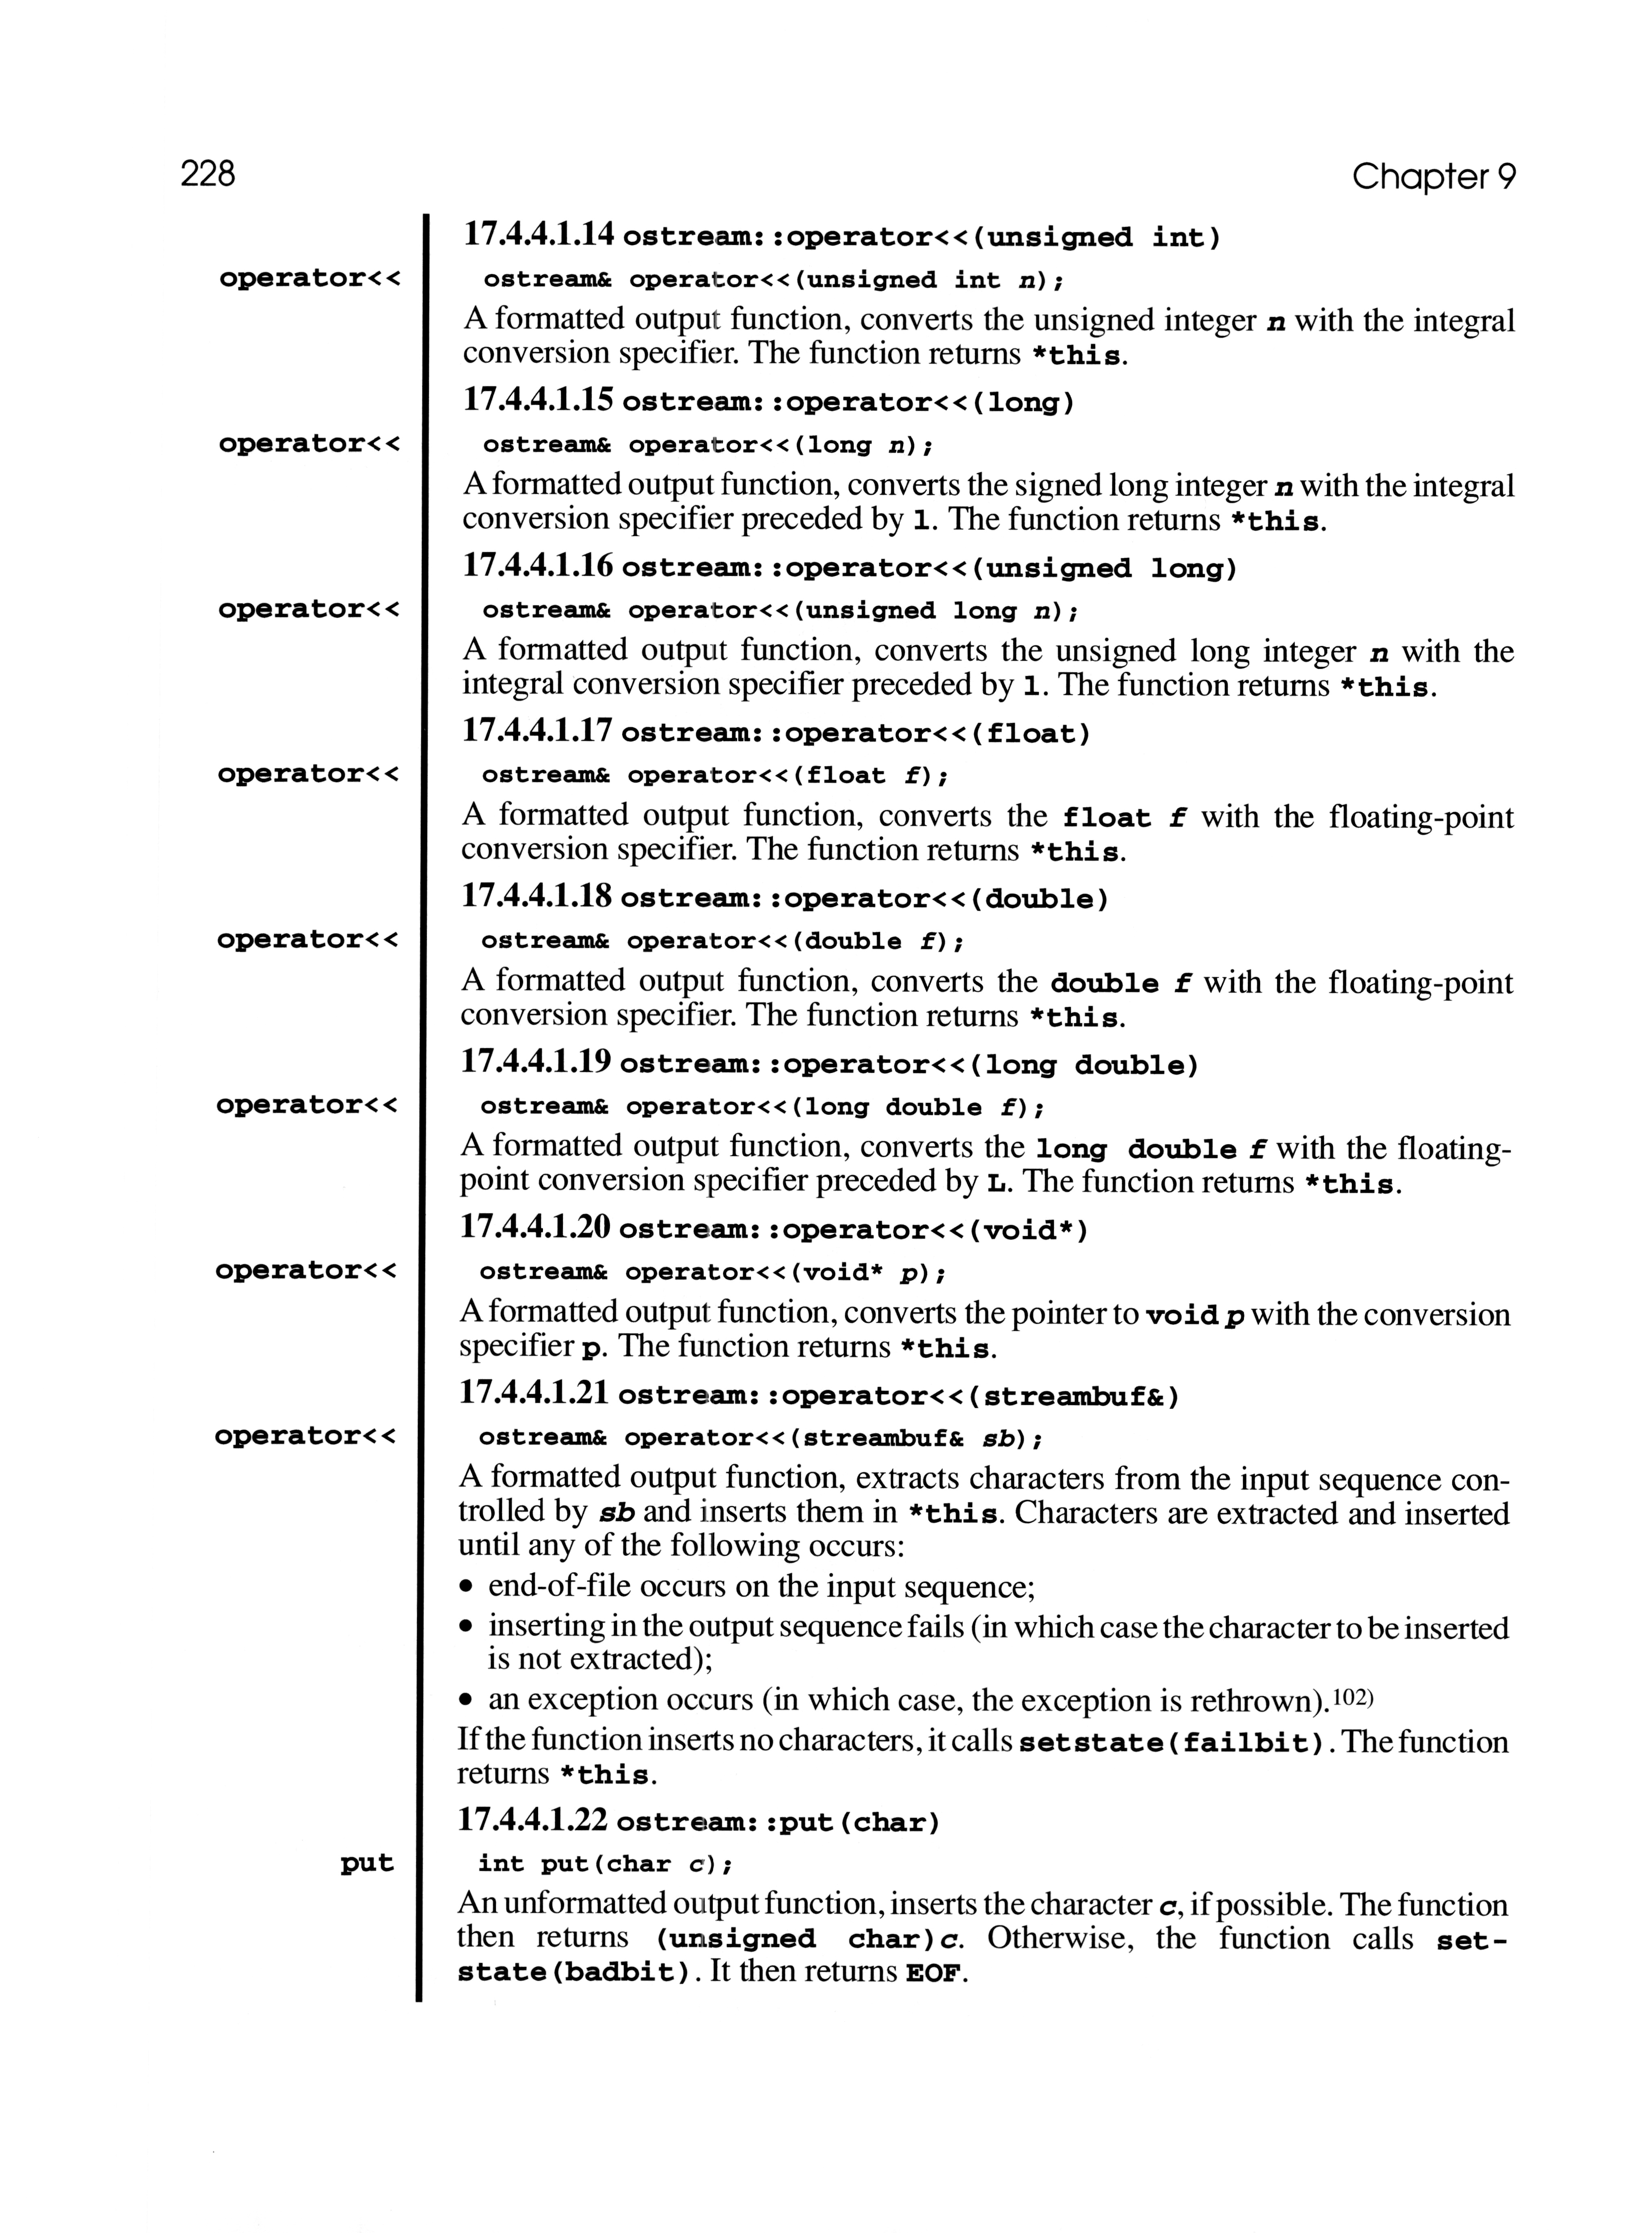 228
Chapter 9
17.4.4.1.14 ostream::operator<<(unsigned int)
operator<<
ostream& operator<<(unsigned int n);
A formatted output function, converts the unsigned integer n with the integral
conversion specifier. The function returns *this.
17.4.4.1.15 ostream::operator<<(long)
operator<<
ostream& operator<<(long n);
A formatted output function, converts the signed long integer n with the integral
conversion specifier preceded by l. The function returns *this.
17.4.4.1.16 ostream::operator<<(unsigned long)
operator<<
ostream& operator<<(unsigned long n);
A formatted output function, converts the unsigned long integer n with the
integral conversion specifier preceded by l. The function returns *this.
17.4.4.1.17 ostream::operator<<(float)
operator<<
ostream& operator<<(float f);
A formatted output function, converts the float f with the floating-point
conversion specifier. The function returns *this.
17.4.4.1.18 ostream::operator<<(double)
operator<<
ostream& operator<<(double f);
A formatted output function, converts the double f with the floating-point
conversion specifier. The function returns *this.
17.4.4.1.19 ostream::operator<<(long double)
operator<<
ostream& operator<<(long double f);
A formatted output function, converts the long double f with the floating-
point conversion specifier preceded by L. The function returns *this.
17.4.4.1.20 ostream::operator<<(void*)
operator<<
ostream& operator<<(void* p);
A formatted output function, converts the pointer to void p with the conversion
specifier p. The function returns *this.
17.4.4.1.21 ostream::operator<<(streambuf&)
operator<<
ostream& operator<<(streambuf& sb);
A formatted output function, extracts characters from the input sequence con-
trolled by sb and inserts them in *this. Characters are extracted and inserted
until any of the following occurs:
• end-of-file occurs on the input sequence;
• inserting in the output sequence fails (in which case the character to be inserted
is not extracted);
• an exception occurs (in which case, the exception is rethrown).102)
If the function inserts no characters, it calls setstate(failbit). The function
returns *this.
17.4.4.1.22 ostream::put(char)
put
int put(char c);
An unformatted output function, inserts the character c, if possible. The function
then returns (unsigned char)c. Otherwise, the function calls set-
state(badbit). It then returns EOF.